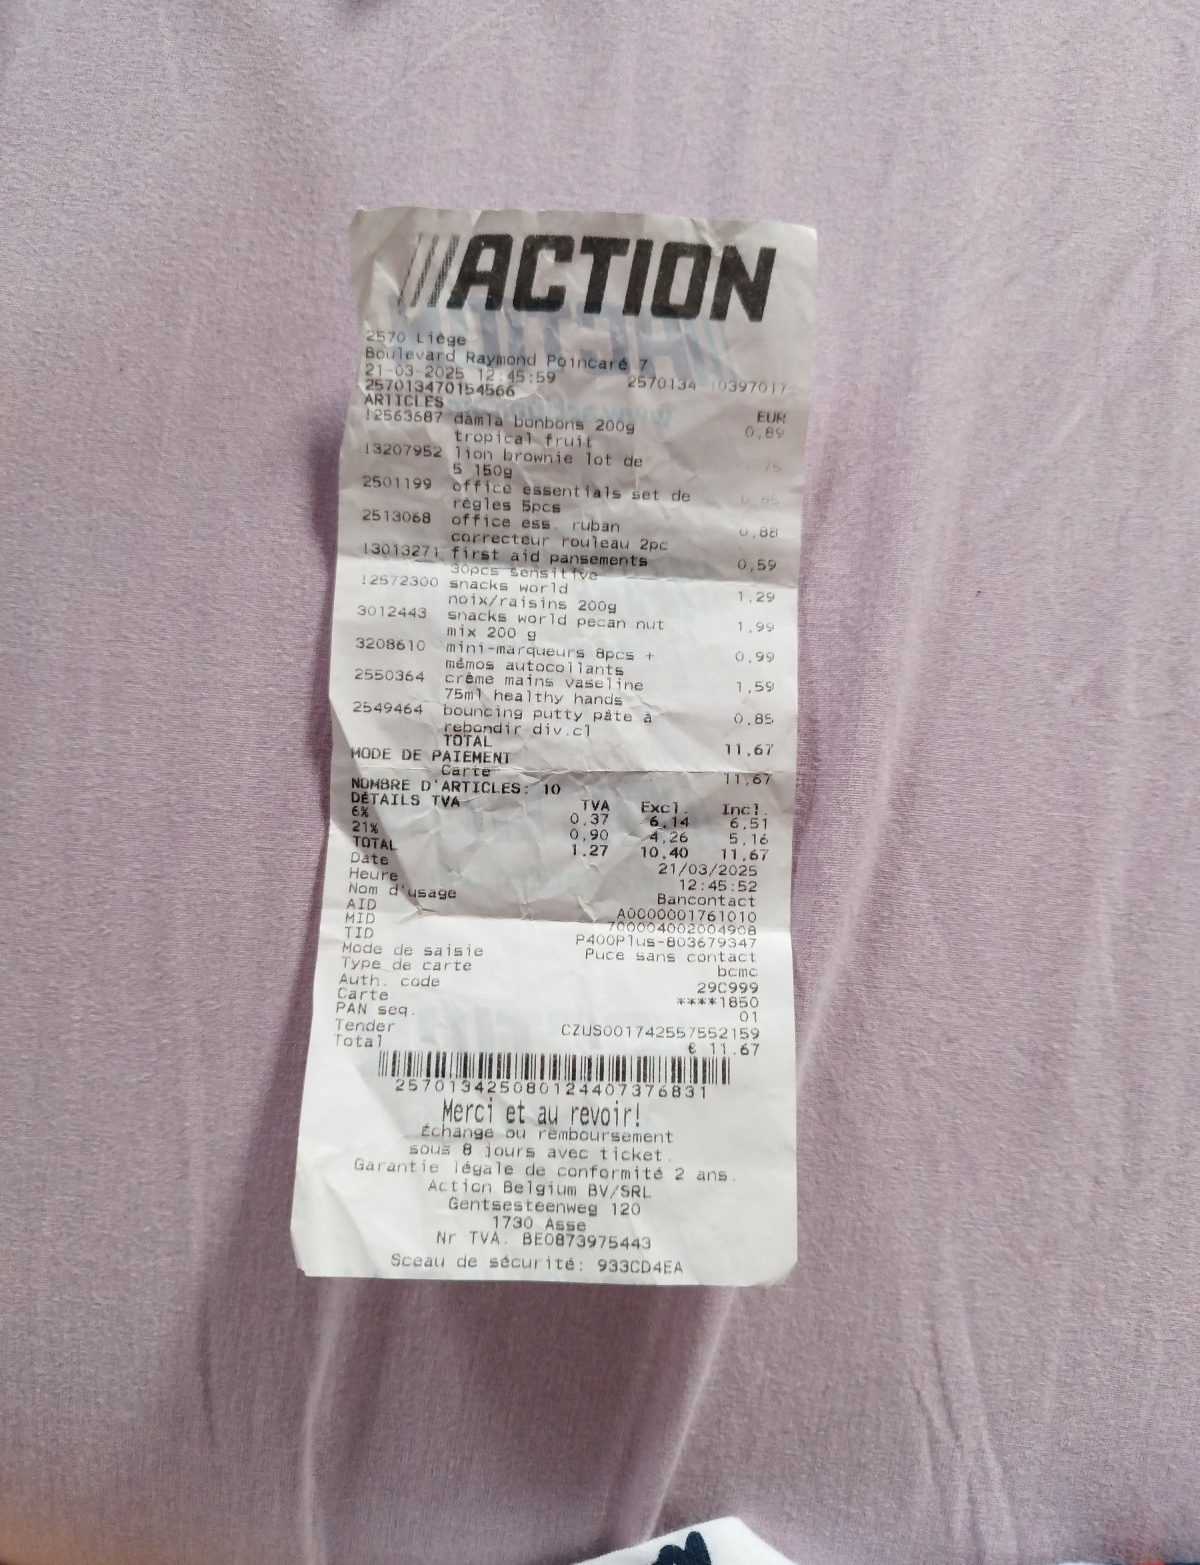 ACTION
2570 Liège
Boulevard Raymond Poincaré 7
21-03-2025 12:45:59 2570134 10397017
257013470154566
ARTICLES EUR
12563687 damla bonbons 200g 0,89
tropical fruit
13207952 lion brownie lot de ,75
5 150g
2501199 office essentials set de 0,85
règles 5pcs
2513068 office ess. ruban 0,88
correcteur rouleau 2pc
13013271 first aid pansements 0,59
30pcs sensitive
12572300 snacks world 1,29
noix/raisins 200g
3012443 snacks world pecan nut 1,99
mix 200 g
3208610 mini-marqueurs 8pcs + 0,99
mémos autocollants
2550364 crème mains vaseline 1,59
75ml healthy hands
2549464 bouncing putty pâte à 0,85
rebondir div.cl
TOTAL 11,67
MODE DE PAIEMENT
Carte 11,67
NOMBRE D'ARTICLES: 10
DÉTAILS TVA TVA Excl. Incl.
6% 0,37 6,14 6,51
21% 0,90 4,26 5,16
TOTAL 1,27 10,40 11,67
Date 21/03/2025
Heure 12:45:52
Nom d'usage Bancontact
AID A0000001761010
MID 700004002004908
TID P400Plus-803679347
Mode de saisie Puce sans contact
Type de carte bcmc
Auth. code 29C999
Carte ****1850
PAN seq. 01
Tender CZUS001742557552159
Total € 11.67
257013425080124407376831
Merci et au revoir!
Échange ou remboursement
sous 8 jours avec ticket.
Garantie légale de conformité 2 ans.
Action Belgium BV/SRL
Gentsesteenweg 120
1730 Asse
Nr TVA. BE0873975443
Sceau de sécurité: 933CD4EA